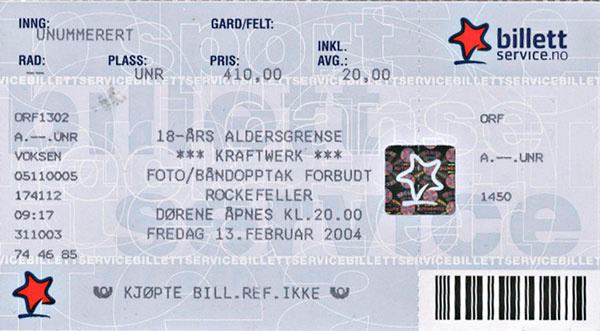 INNG: GARD/FELT:
UNUMMERERT
RAD: PLASS: PRIS: INKL. AVG.:
-- UNR 410,00 20,00
billett
service.no
BILLETTSERVICEBILLETTSERVICEBILLETTSERVICEBILLETTSERVICE
ORF1302
A.--.UNR
VOKSEN
05110005
174112
09:17
311003
74 46 85
18-ÅRS ALDERSGRENSE
*** KRAFTWERK ***
FOTO/BÅNDOPPTAK FORBUDT
ROCKEFELLER
DØRENE ÅPNES KL.20.00
FREDAG 13.FEBRUAR 2004
ORF
A.--.UNR
1450
KJØPTE BILL.REF.IKKE